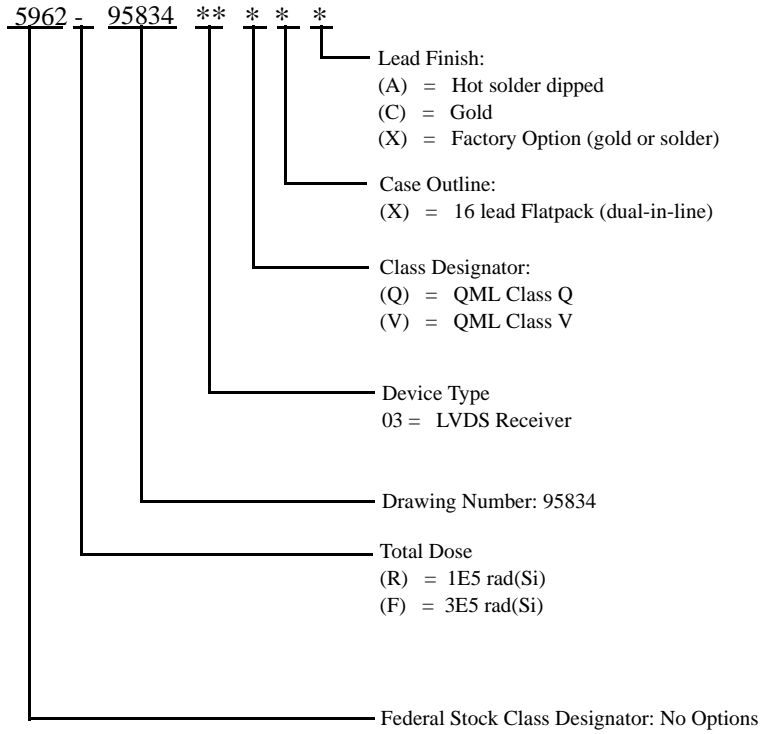 5962 - 95834 ** * * *
Lead Finish:
(A) = Hot solder dipped
(C) = Gold
(X) = Factory Option (gold or solder)
Case Outline:
(X) = 16 lead Flatpack (dual-in-line)
Class Designator:
(Q) = QML Class Q
(V) = QML Class V
Device Type
03 = LVDS Receiver
Drawing Number: 95834
Total Dose
(R) = 1E5 rad(Si)
(F) = 3E5 rad(Si)
Federal Stock Class Designator: No Options